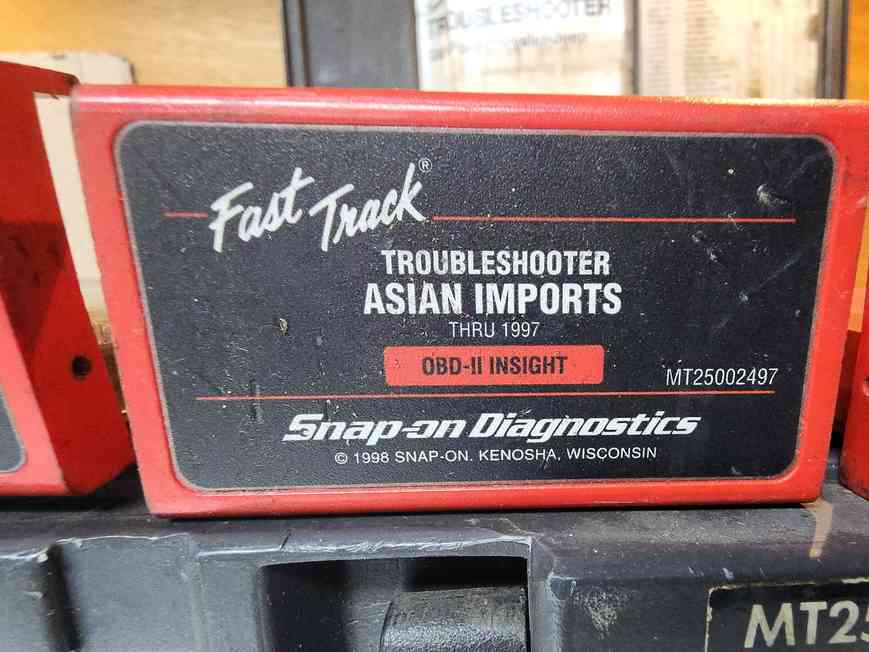 TROUBLESHOOTER
Fast Track®
TROUBLESHOOTER
ASIAN IMPORTS
THRU 1997
OBD-II INSIGHT
MT25002497
Snap-on Diagnostics
© 1998 SNAP-ON. KENOSHA, WISCONSIN
MT25